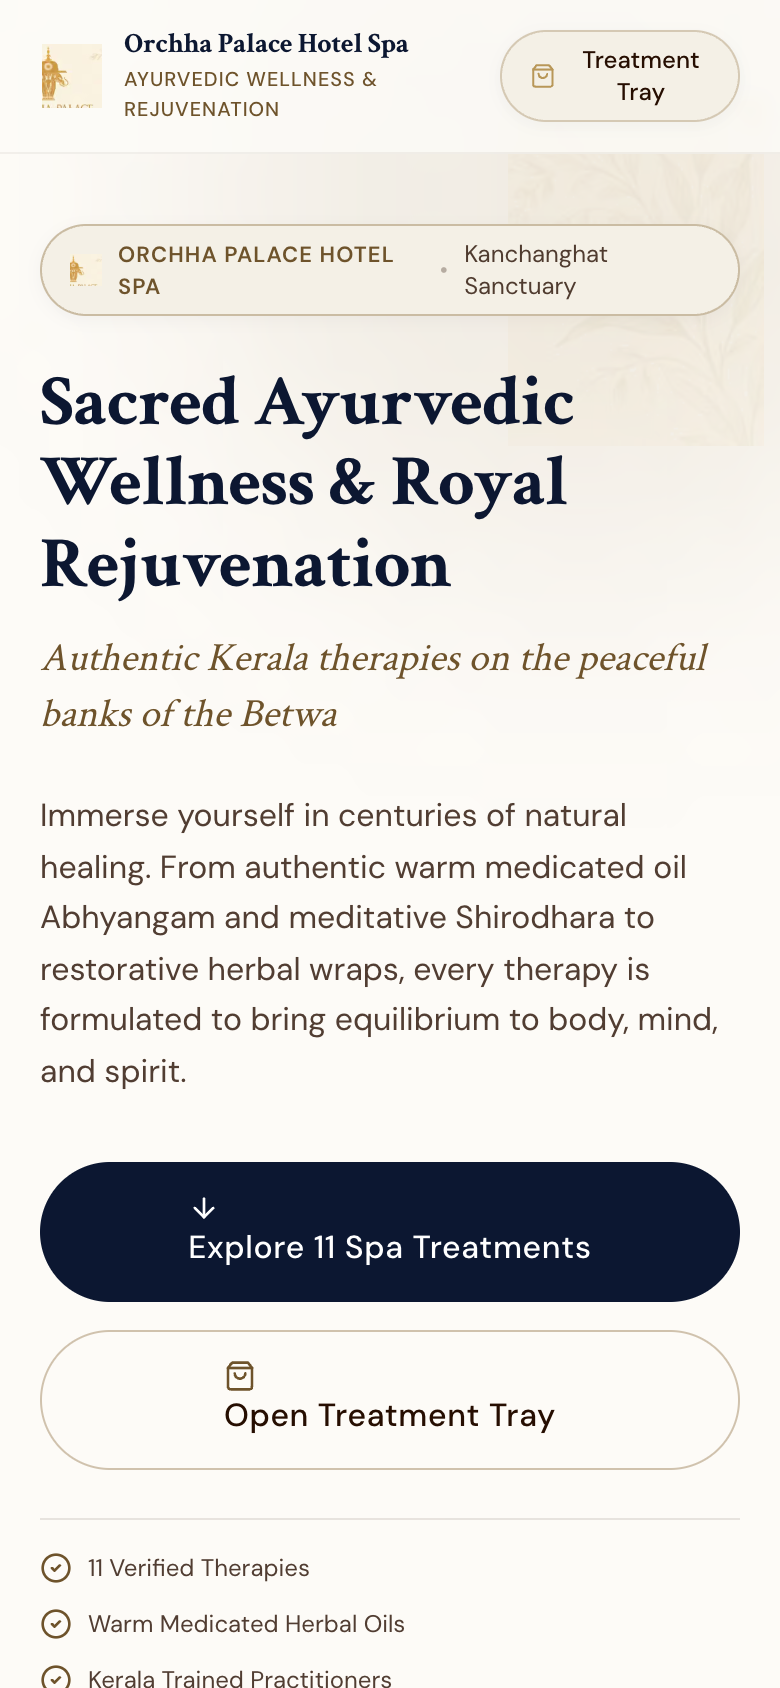 Orchha Palace Hotel Spa
AYURVEDIC WELLNESS &
REJUVENATION
Treatment
Tray
ORCHHA PALACE HOTEL
SPA
•
Kanchanghat
Sanctuary
Sacred Ayurvedic
Wellness & Royal
Rejuvenation
Authentic Kerala therapies on the peaceful
banks of the Betwa
Immerse yourself in centuries of natural
healing. From authentic warm medicated oil
Abhyangam and meditative Shirodhara to
restorative herbal wraps, every therapy is
formulated to bring equilibrium to body, mind,
and spirit.
Explore 11 Spa Treatments
Open Treatment Tray
11 Verified Therapies
Warm Medicated Herbal Oils
Kerala Trained Practitioners